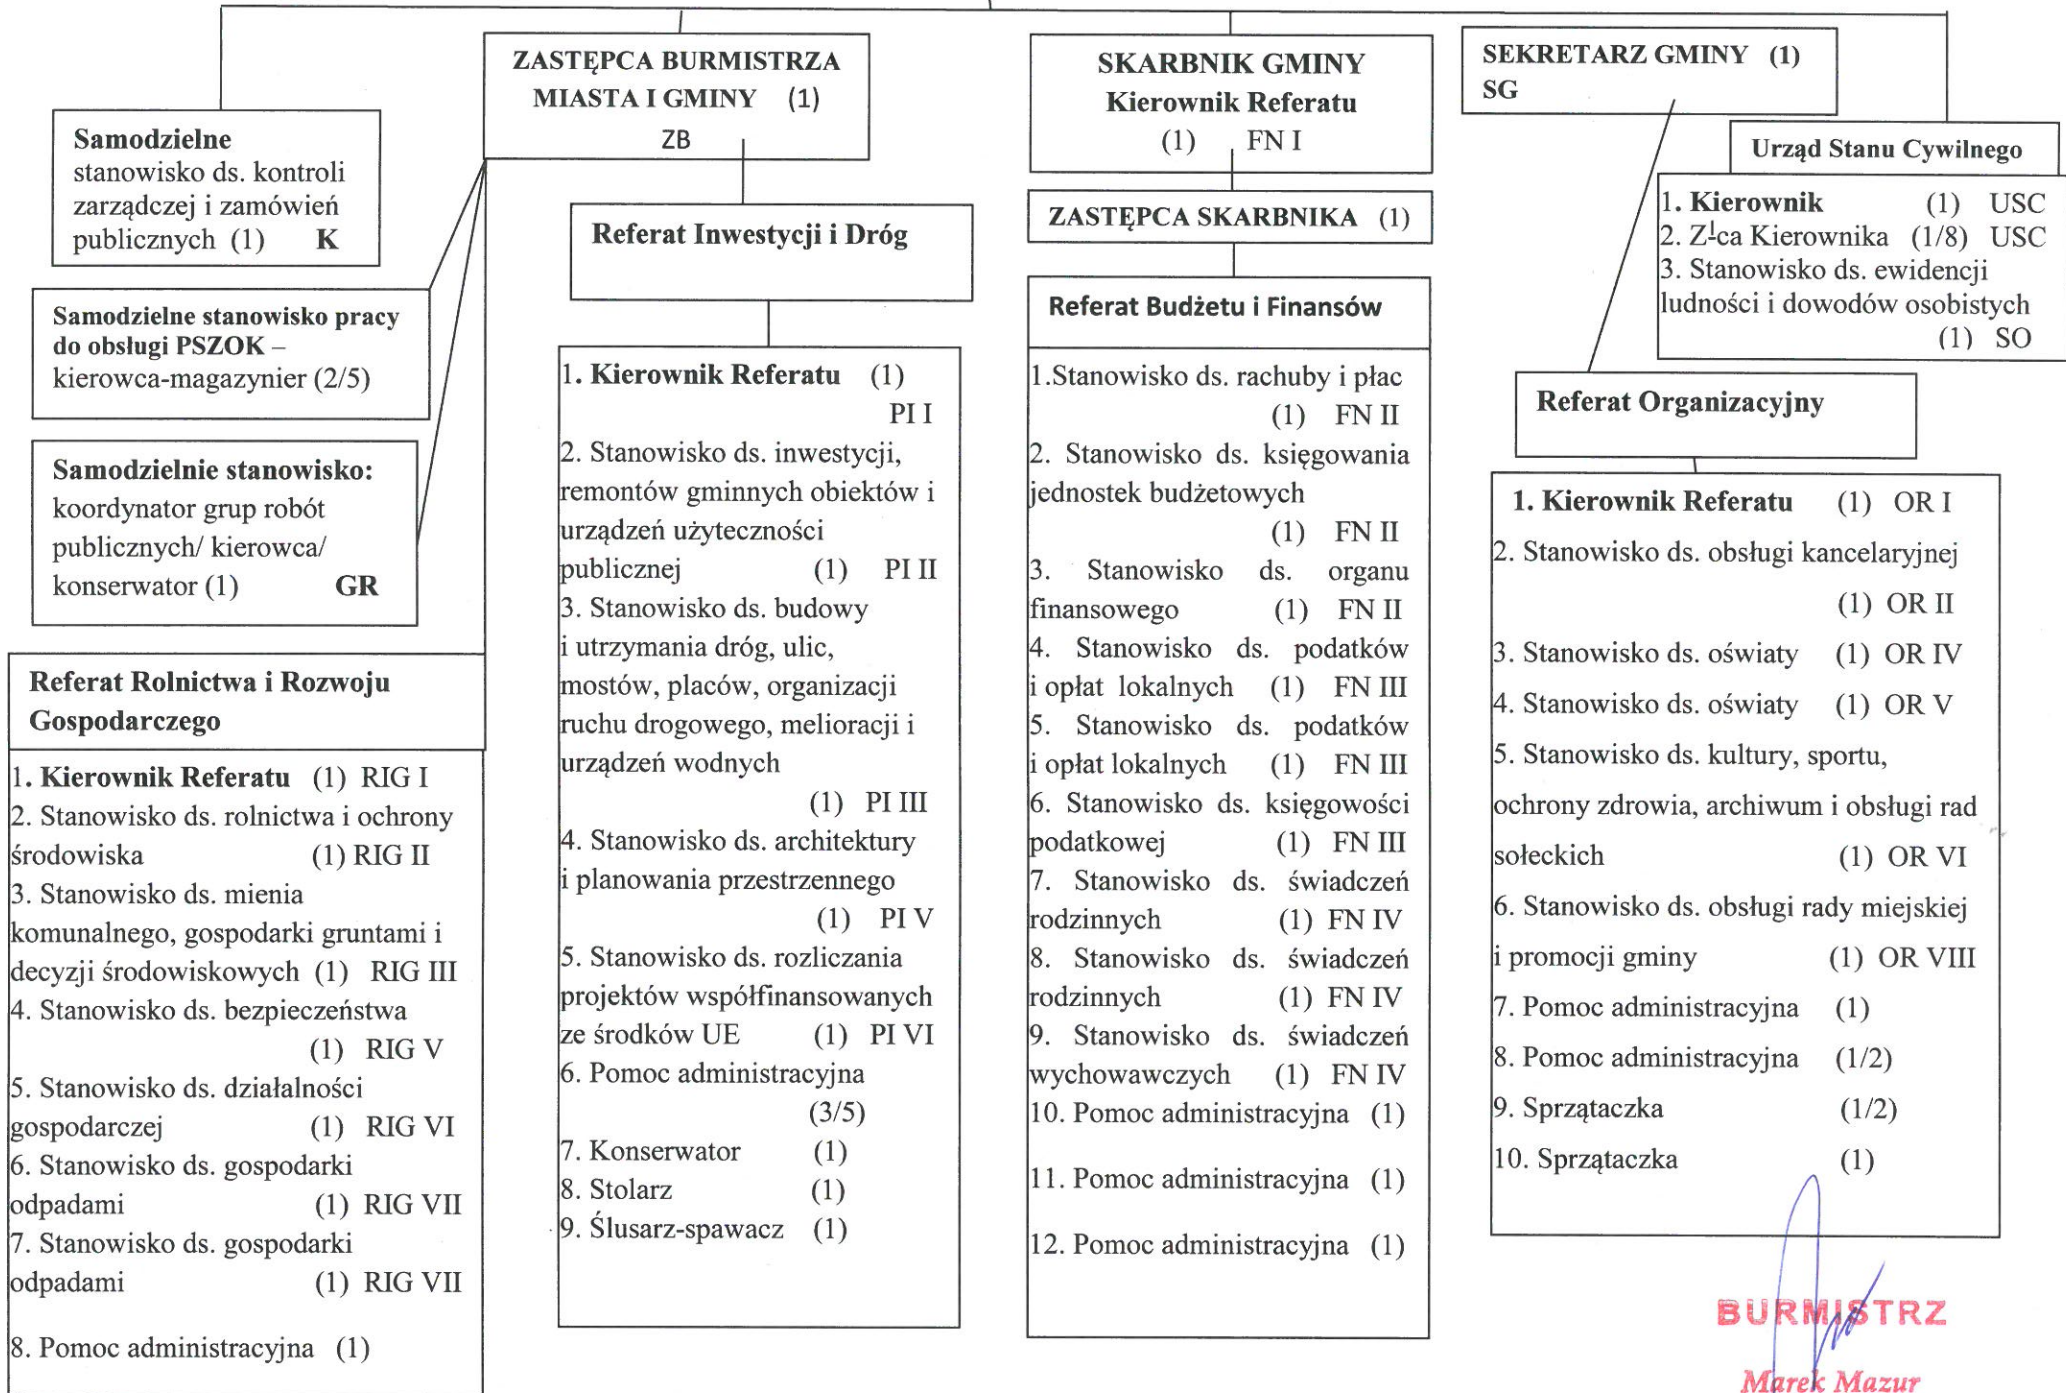 ZASTĘPCA BURMISTRZA
MIASTA I GMINY (1)
ZB
SKARBNIK GMINY
Kierownik Referatu
(1) FN I
SEKRETARZ GMINY (1)
SG
Samodzielne
stanowisko ds. kontroli
zarządczej i zamówień
publicznych (1) K
Urząd Stanu Cywilnego
1. Kierownik (1) USC
2. Z-ca Kierownika (1/8) USC
3. Stanowisko ds. ewidencji
ludności i dowodów osobistych
(1) SO
Samodzielne stanowisko pracy
do obsługi PSZOK –
kierowca-magazynier (2/5)
Samodzielnie stanowisko:
koordynator grup robót
publicznych/ kierowca/
konserwator (1) GR
Referat Rolnictwa i Rozwoju
Gospodarczego
1. Kierownik Referatu (1) RIG I
2. Stanowisko ds. rolnictwa i ochrony
środowiska (1) RIG II
3. Stanowisko ds. mienia
komunalnego, gospodarki gruntami i
decyzji środowiskowych (1) RIG III
4. Stanowisko ds. bezpieczeństwa
(1) RIG V
5. Stanowisko ds. działalności
gospodarczej (1) RIG VI
6. Stanowisko ds. gospodarki
odpadami (1) RIG VII
7. Stanowisko ds. gospodarki
odpadami (1) RIG VII
8. Pomoc administracyjna (1)
Referat Inwestycji i Dróg
1. Kierownik Referatu (1)
PI I
2. Stanowisko ds. inwestycji,
remontów gminnych obiektów i
urządzeń użyteczności
publicznej (1) PI II
3. Stanowisko ds. budowy
i utrzymania dróg, ulic,
mostów, placów, organizacji
ruchu drogowego, melioracji i
urządzeń wodnych
(1) PI III
4. Stanowisko ds. architektury
i planowania przestrzennego
(1) PI V
5. Stanowisko ds. rozliczania
projektów współfinansowanych
ze środków UE (1) PI VI
6. Pomoc administracyjna
(3/5)
7. Konserwator (1)
8. Stolarz (1)
9. Ślusarz-spawacz (1)
ZASTĘPCA SKARBNIKA (1)
Referat Budżetu i Finansów
1.Stanowisko ds. rachuby i płac
(1) FN II
2. Stanowisko ds. księgowania
jednostek budżetowych
(1) FN II
3. Stanowisko ds. organu
finansowego (1) FN II
4. Stanowisko ds. podatków
i opłat lokalnych (1) FN III
5. Stanowisko ds. podatków
i opłat lokalnych (1) FN III
6. Stanowisko ds. księgowości
podatkowej (1) FN III
7. Stanowisko ds. świadczeń
rodzinnych (1) FN IV
8. Stanowisko ds. świadczeń
rodzinnych (1) FN IV
9. Stanowisko ds. świadczeń
wychowawczych (1) FN IV
10. Pomoc administracyjna (1)
11. Pomoc administracyjna (1)
12. Pomoc administracyjna (1)
Referat Organizacyjny
1. Kierownik Referatu (1) OR I
2. Stanowisko ds. obsługi kancelaryjnej
(1) OR II
3. Stanowisko ds. oświaty (1) OR IV
4. Stanowisko ds. oświaty (1) OR V
5. Stanowisko ds. kultury, sportu,
ochrony zdrowia, archiwum i obsługi rad
sołeckich (1) OR VI
6. Stanowisko ds. obsługi rady miejskiej
i promocji gminy (1) OR VIII
7. Pomoc administracyjna (1)
8. Pomoc administracyjna (1/2)
9. Sprzątaczka (1/2)
10. Sprzątaczka (1)
BURMISTRZ
Marek Mazur